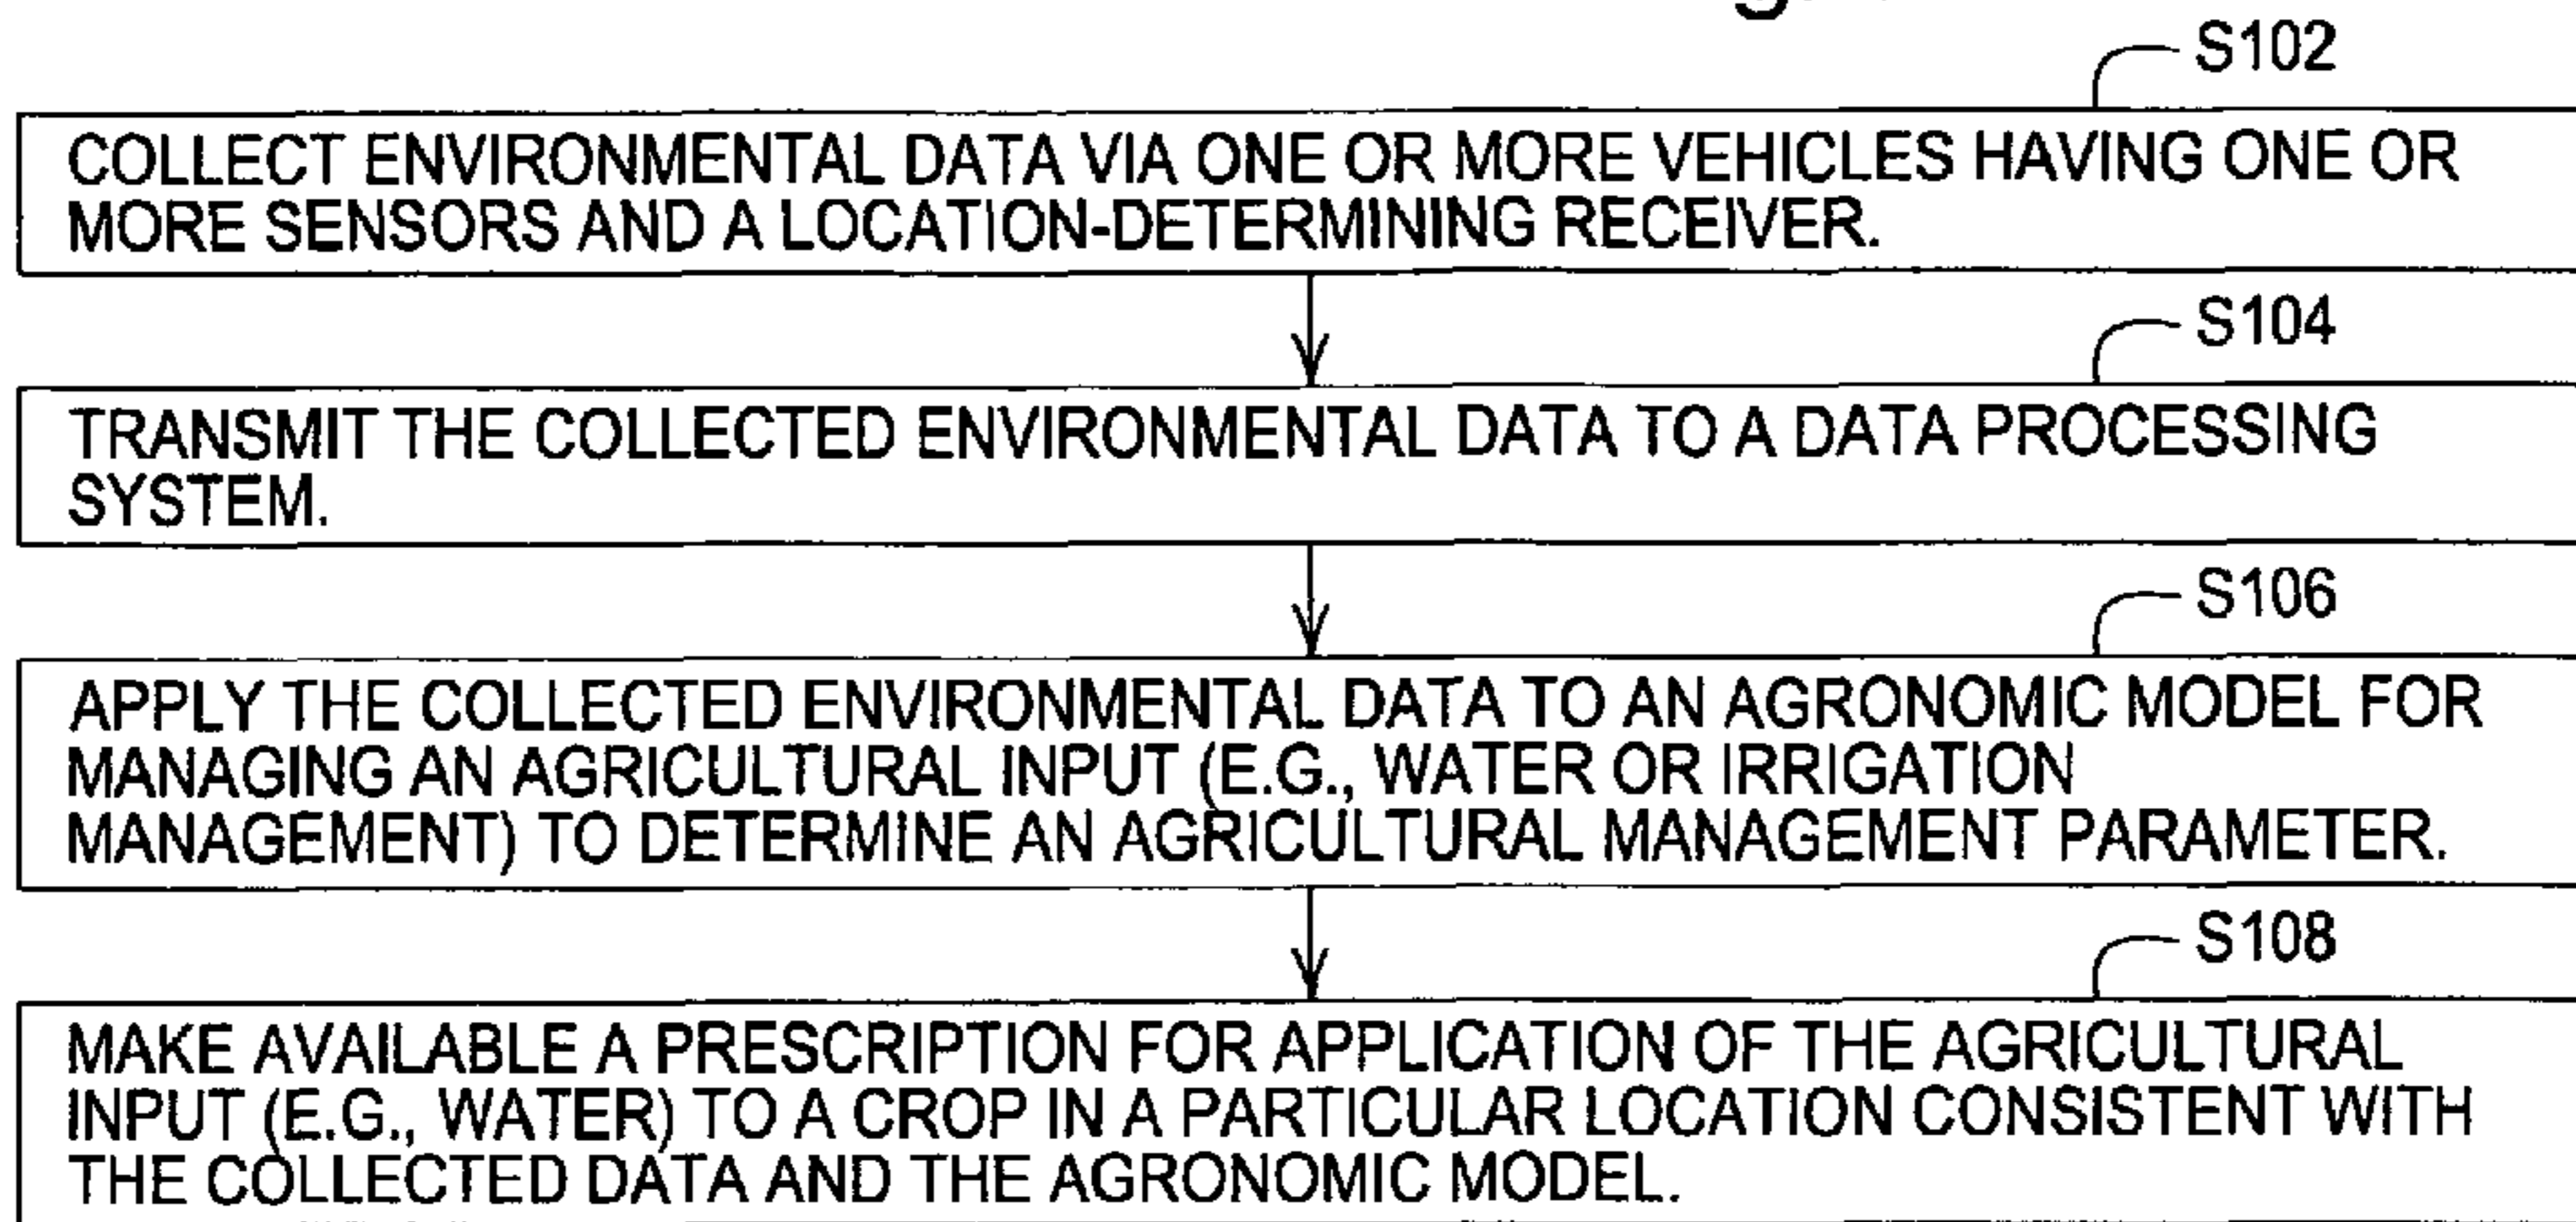 S102
COLLECT ENVIRONMENTAL DATA VIA ONE OR MORE VEHICLES HAVING ONE OR
MORE SENSORS AND A LOCATION-DETERMINING RECEIVER.
S104
TRANSMIT THE COLLECTED ENVIRONMENTAL DATA TO A DATA PROCESSING
SYSTEM.
S106
APPLY THE COLLECTED ENVIRONMENTAL DATA TO AN AGRONOMIC MODEL FOR
MANAGING AN AGRICULTURAL INPUT (E.G., WATER OR IRRIGATION
MANAGEMENT) TO DETERMINE AN AGRICULTURAL MANAGEMENT PARAMETER.
S108
MAKE AVAILABLE A PRESCRIPTION FOR APPLICATION OF THE AGRICULTURAL
INPUT (E.G., WATER) TO A CROP IN A PARTICULAR LOCATION CONSISTENT WITH
THE COLLECTED DATA AND THE AGRONOMIC MODEL.